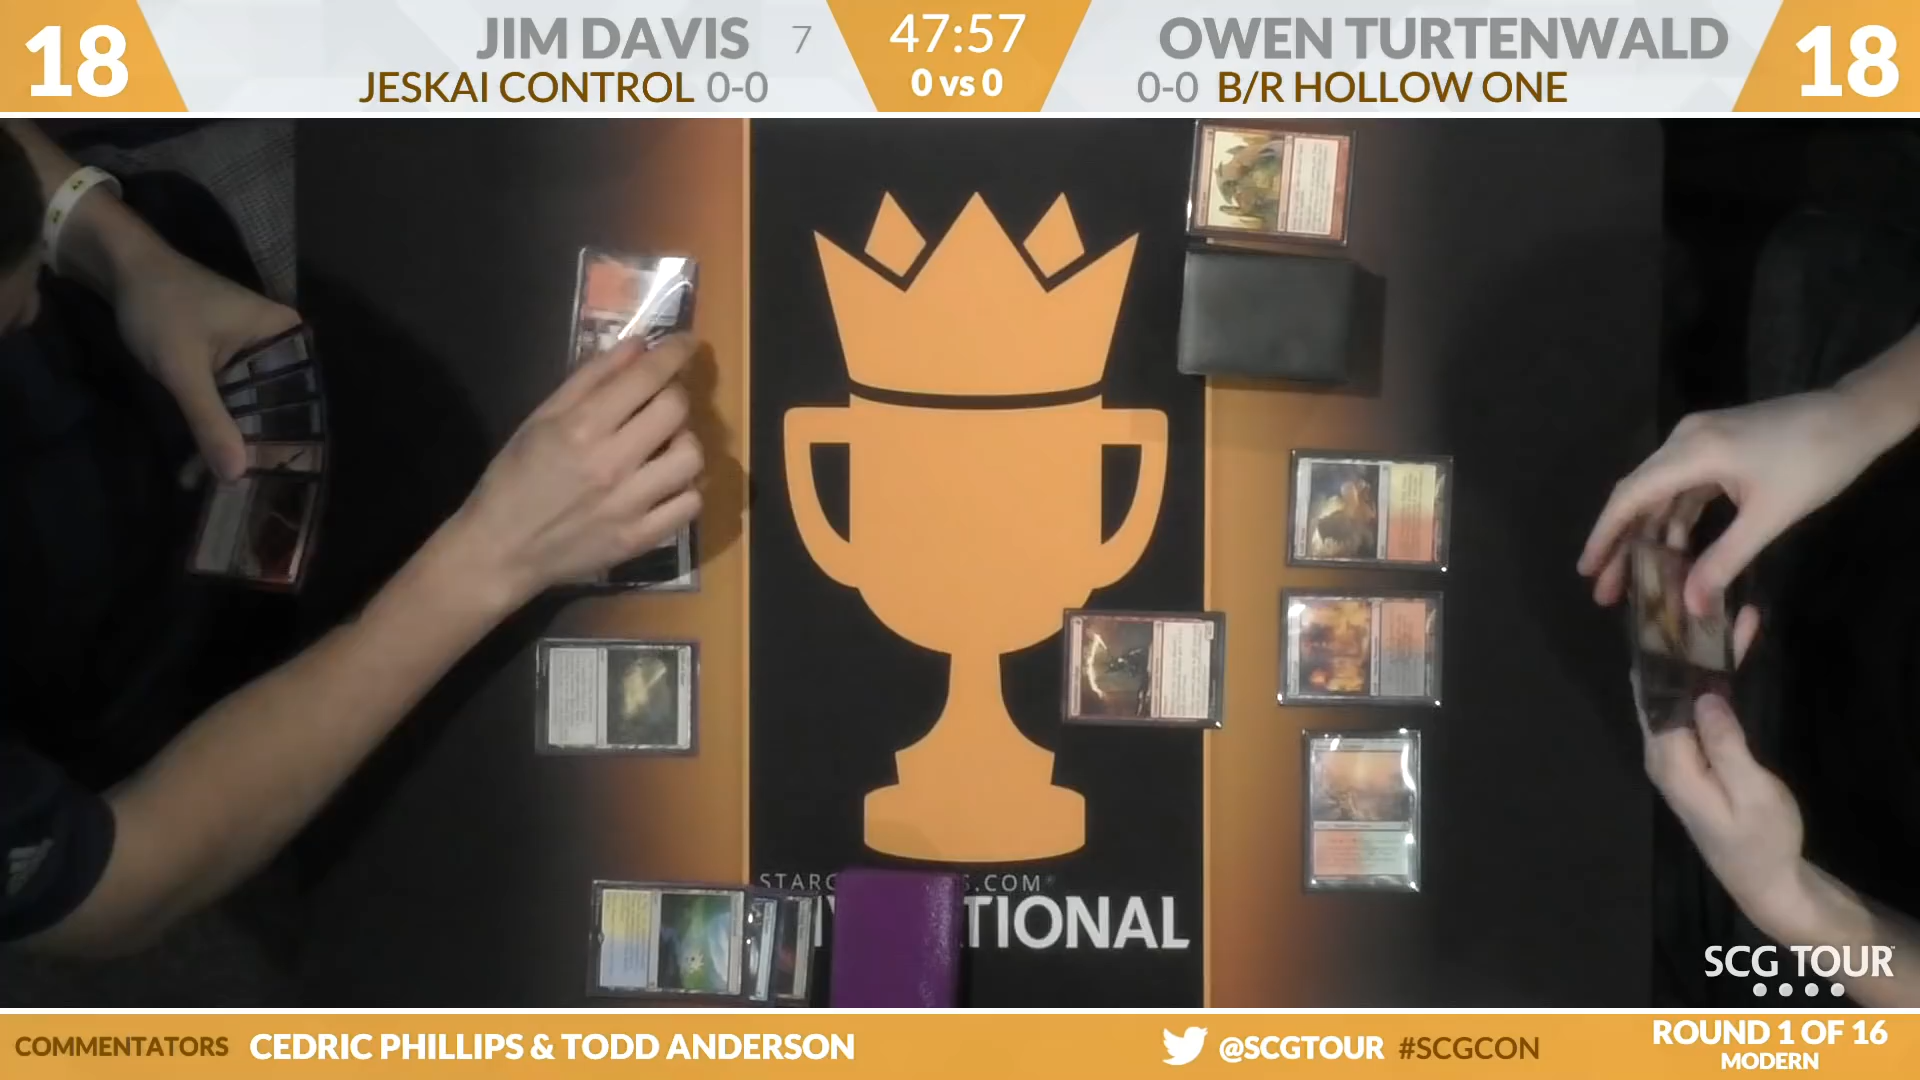 18
JIM DAVIS 7
JESKAI CONTROL 0-0
47:57
0 vs 0
OWEN TURTENWALD
0-0 B/R HOLLOW ONE
18
.COM
TIONAL
SCG TOUR
COMMENTATORS CEDRIC PHILLIPS & TODD ANDERSON
@SCGTOUR #SCGCON
ROUND 1 OF 16
MODERN